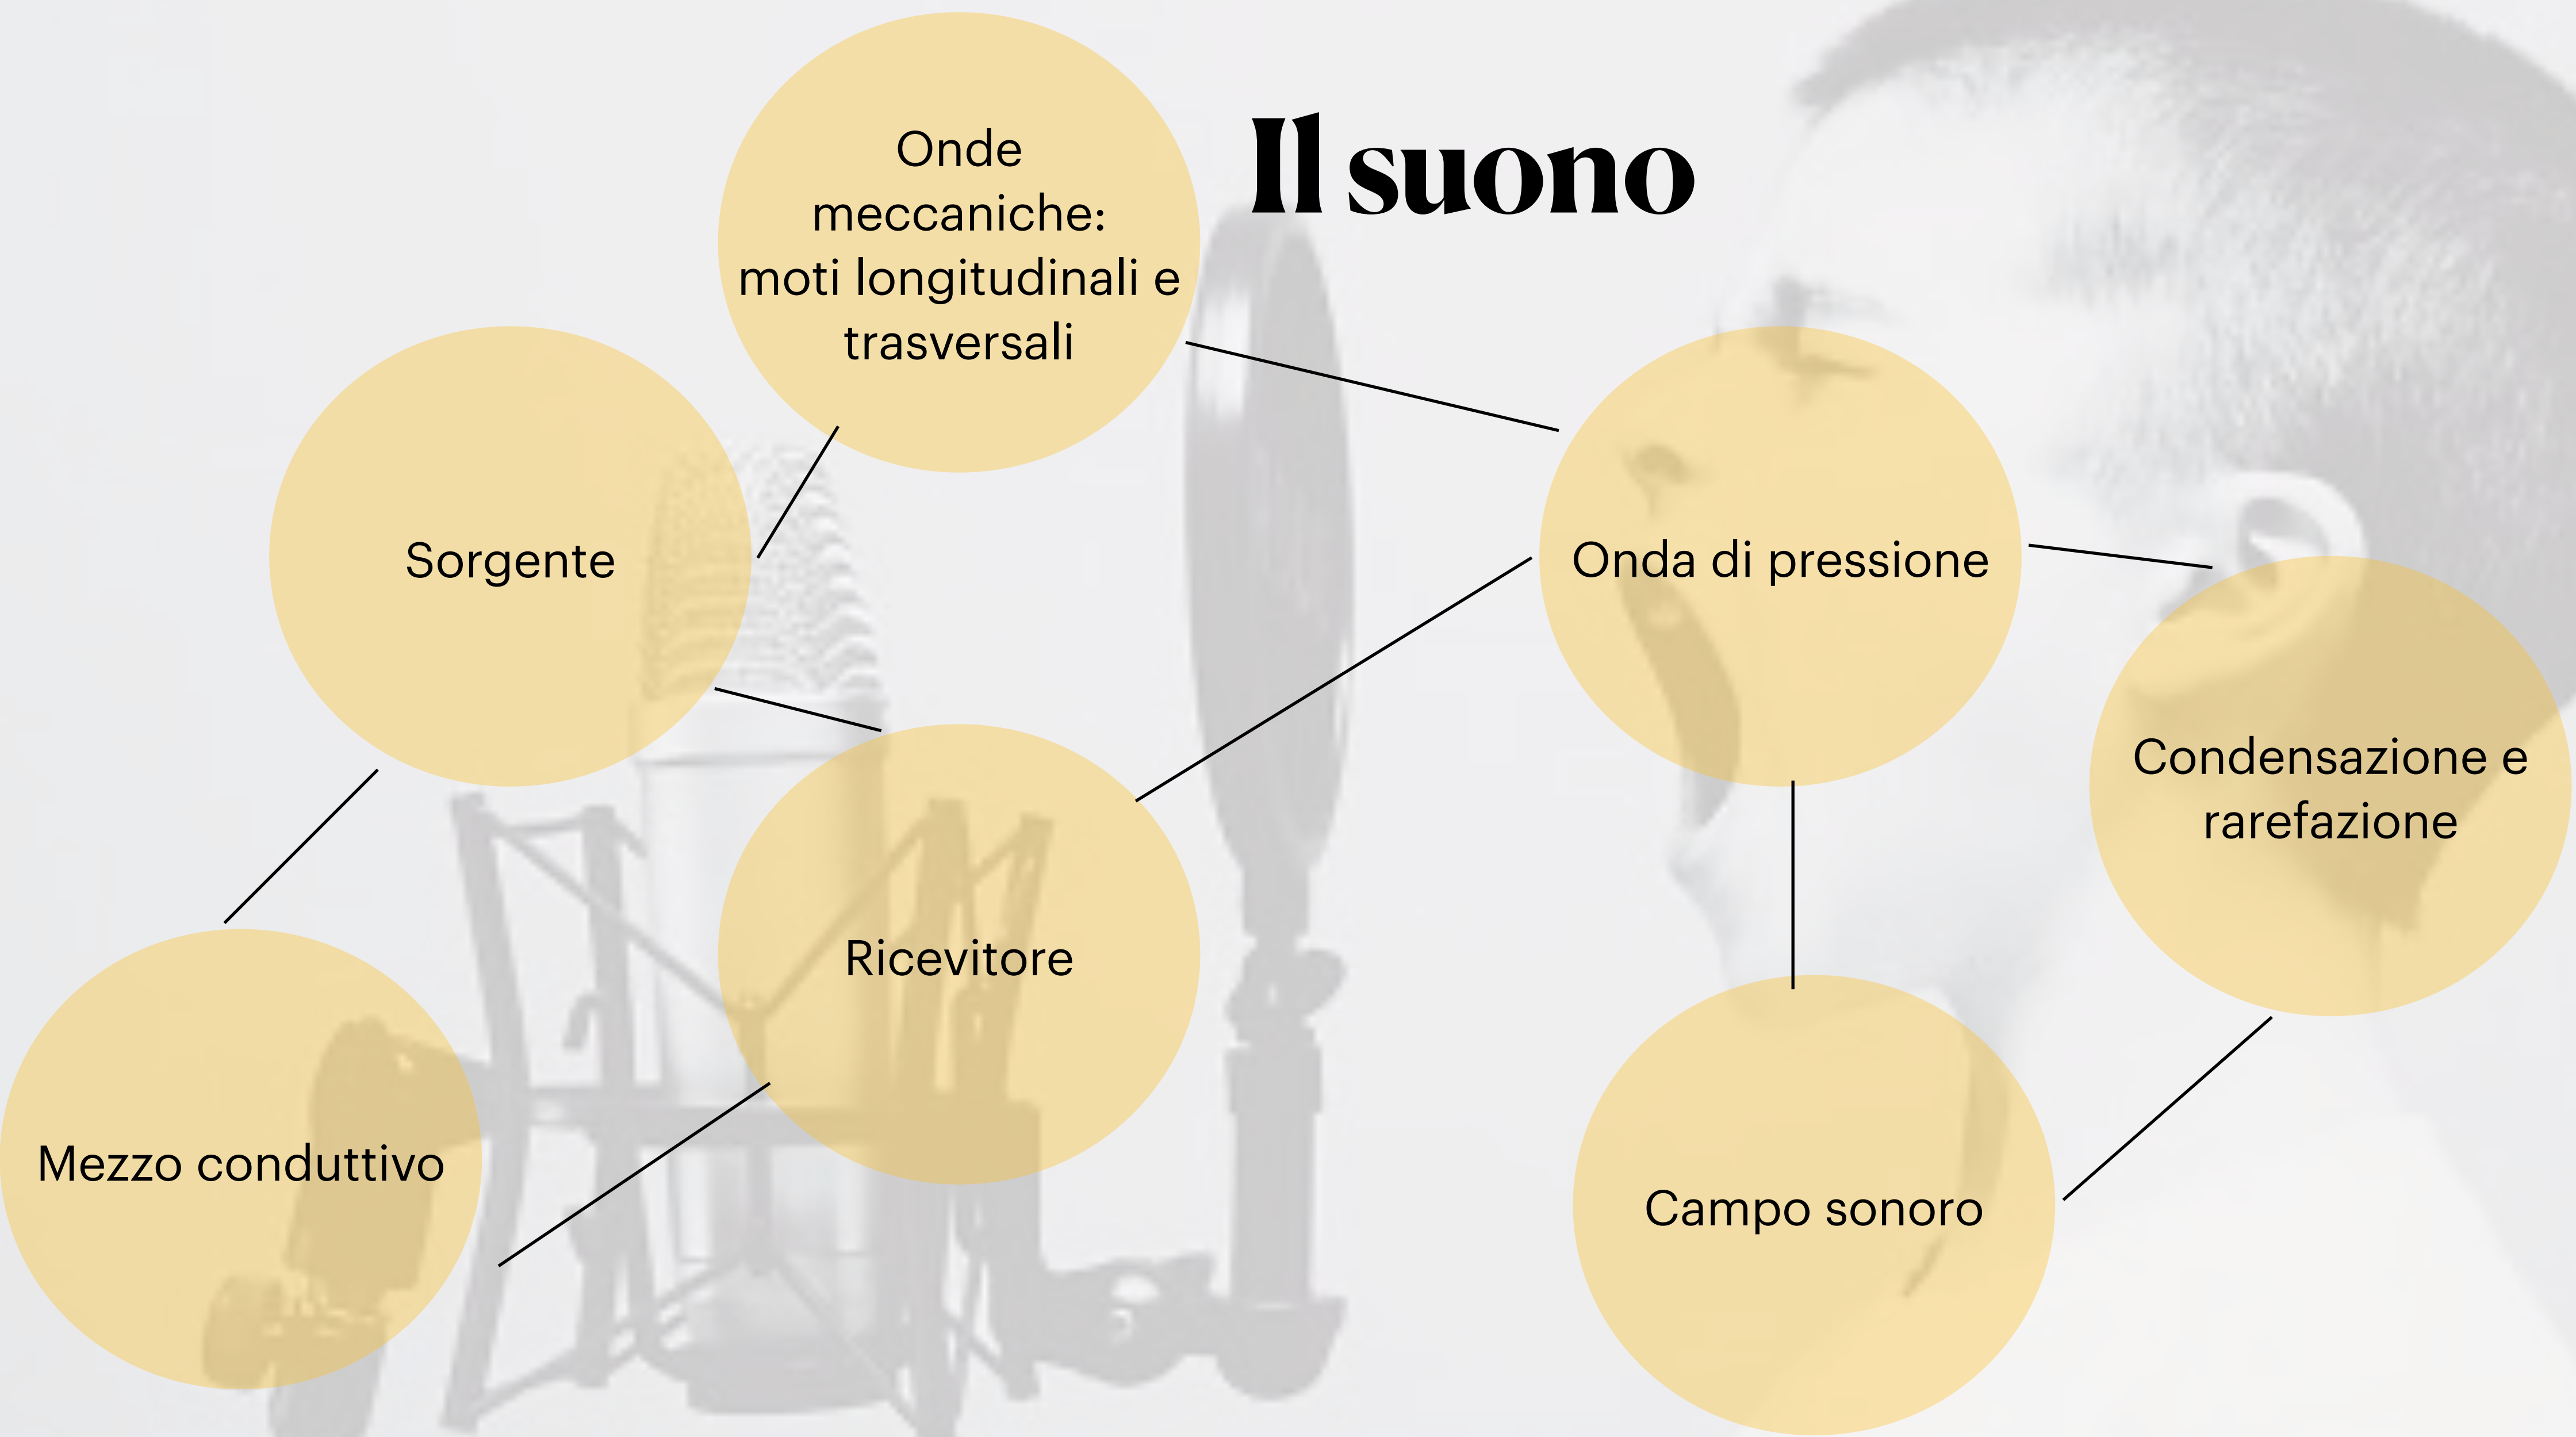 Il suono
Onde
meccaniche:
moti longitudinali e
trasversali
Sorgente
Onda di pressione
Condensazione e
rarefazione
Ricevitore
Mezzo conduttivo
Campo sonoro